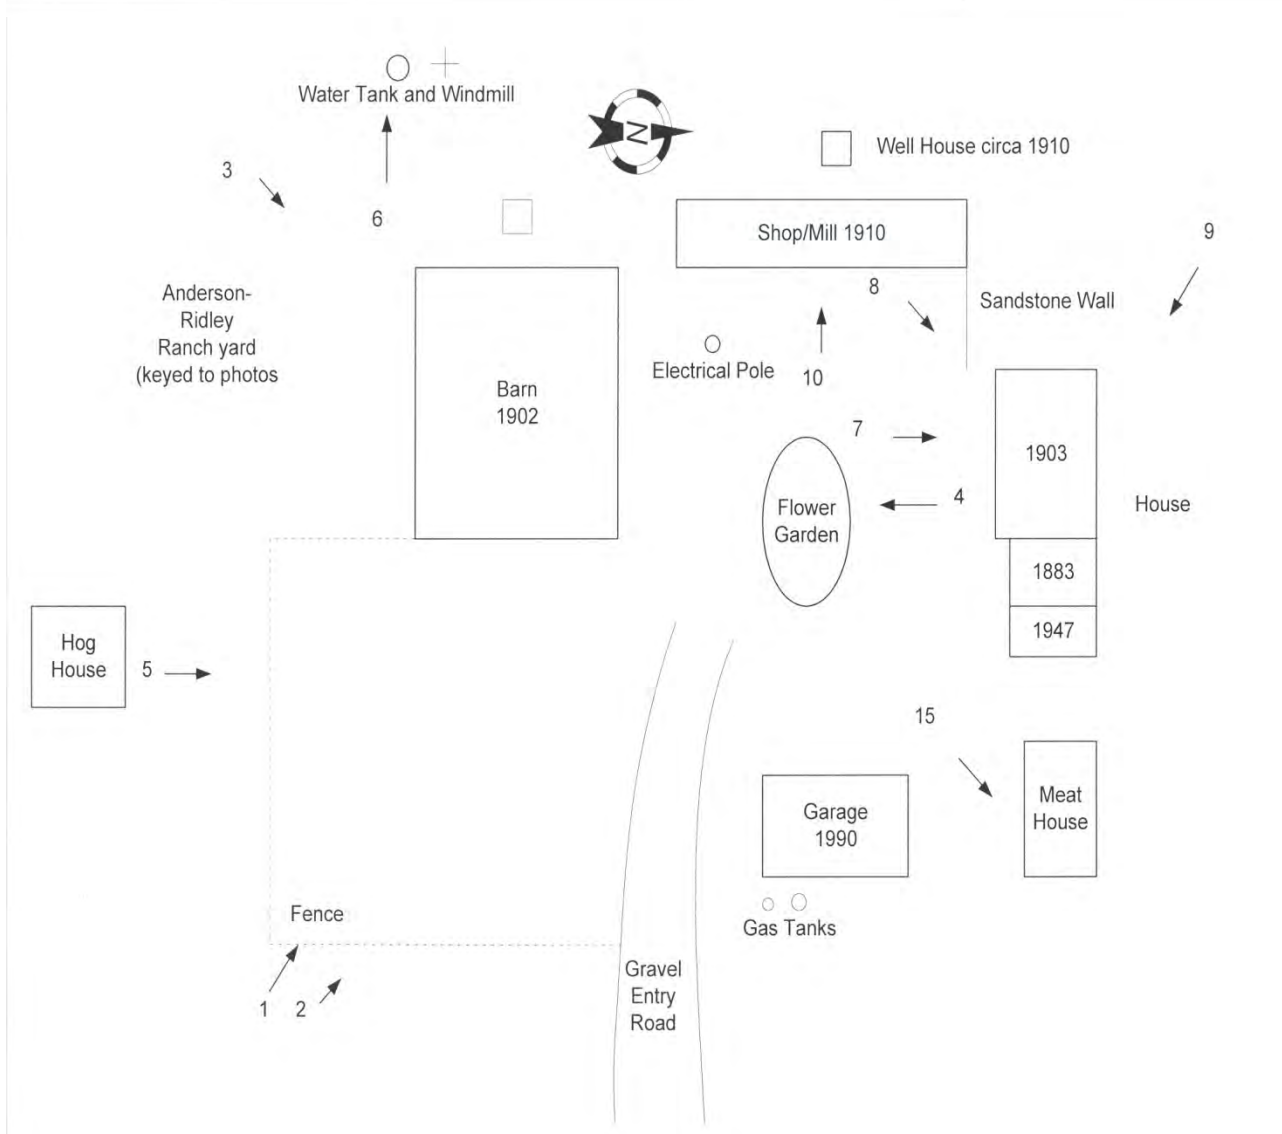 Water Tank and Windmill
N
Well House circa 1910
3
6
Shop/Mill 1910
9
Anderson-
Ridley
Ranch yard
(keyed to photos
8
Sandstone Wall
Electrical Pole
10
Barn
1902
7
1903
4
House
Flower
Garden
1883
1947
Hog
House
5
15
Garage
1990
Meat
House
Fence
Gas Tanks
Gravel
Entry
Road
1
2